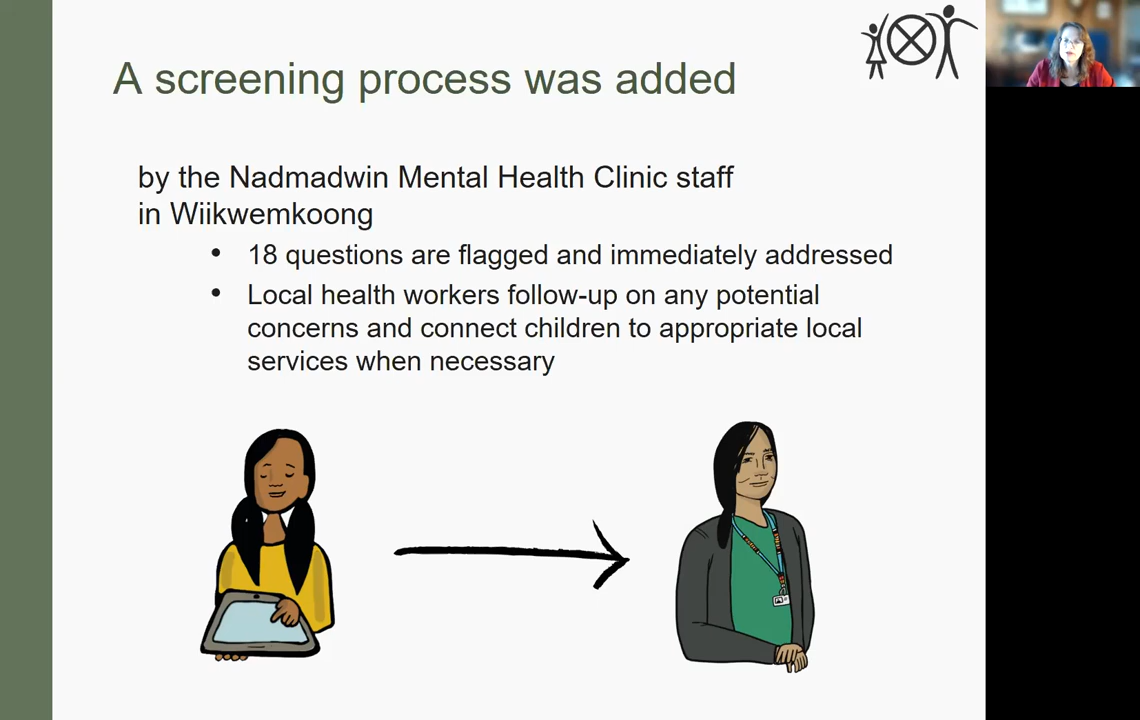 A screening process was added
by the Nadmadwin Mental Health Clinic staff
in Wiikwemkoong
• 18 questions are flagged and immediately addressed
• Local health workers follow-up on any potential
concerns and connect children to appropriate local
services when necessary